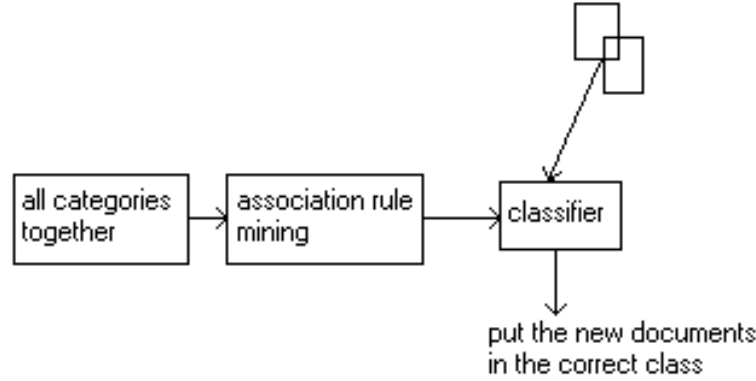 all categories
together
association rule
mining
classifier
put the new documents
in the correct class